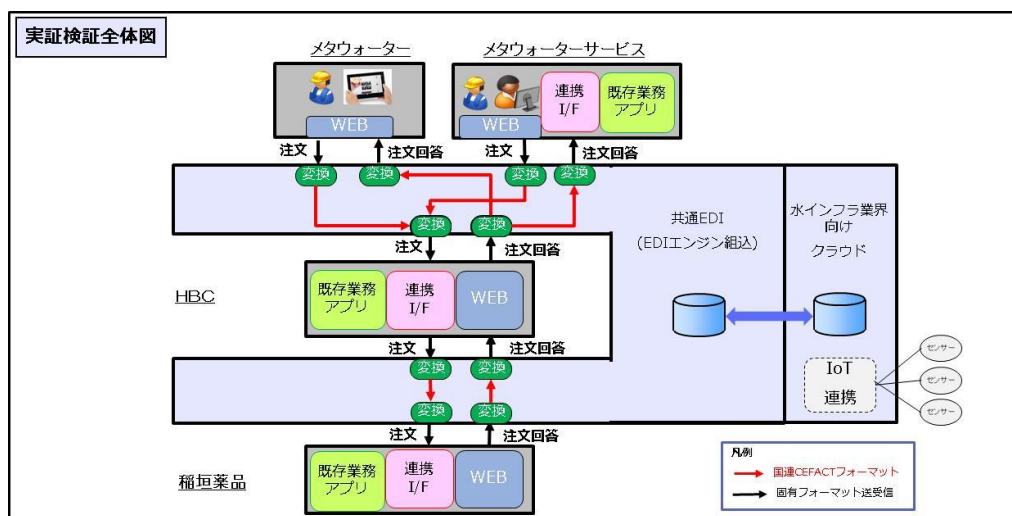 実証検証全体図
メタウォーター
メタウォーターサービス
WEB
WEB
連携
I/F
既存業務
アプリ
注文
注文回答
注文
注文回答
変換
変換
変換
変換
変換
変換
注文
注文回答
共通EDI
(EDIエンジン組込)
水インフラ業界
向け
クラウド
HBC
既存業務
アプリ
連携
I/F
WEB
注文
注文回答
変換
変換
変換
変換
注文
注文回答
IoT
連携
センサー
センサー
センサー
稲垣薬品
既存業務
アプリ
連携
I/F
WEB
凡例
国連CEFACTフォーマット
固有フォーマット送受信